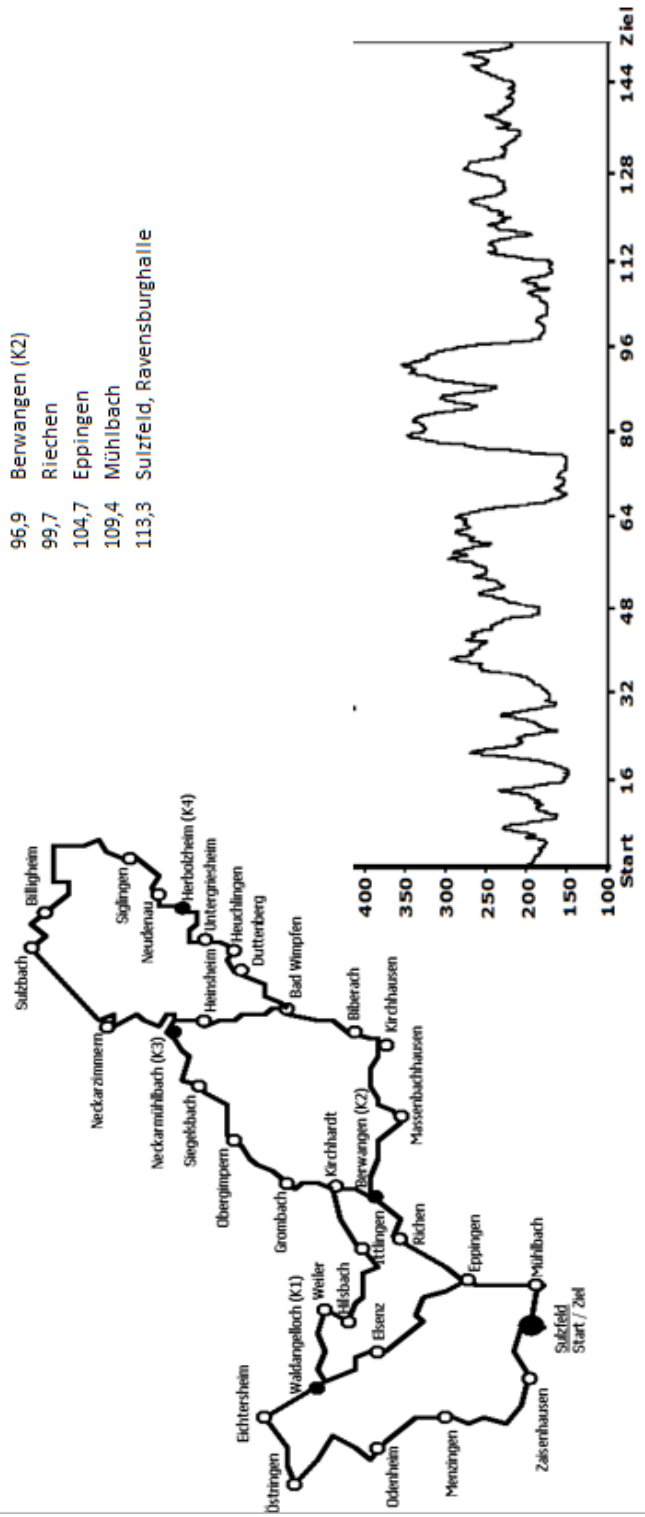 96,9 Berwangen (K2)
99,7 Riechen
104,7 Eppingen
109,4 Mühlbach
113,3 Sulzfeld, Ravensburghalle
Sulzbach
Billigheim
Neckarzimmern
Siglingen
Neudenau
Herbolzheim (K4)
Neckarmühlbach (K3)
Heinsheim
Untergriesheim
Heuchlingen
Duttenberg
Siegelsbach
Obergimpern
Bad Wimpfen
Grombach
Kirchhardt
Biberach
Kirchhausen
Berwangen (K2)
Massenbachhausen
Eichtersheim
Waldangelloch (K1)
Weiler
Hilsbach
Ittlingen
Richen
Östringen
Elsenz
Eppingen
Odenheim
Menzingen
Mühlbach
Zaisenhausen
Sulzfeld
Start / Ziel
400
350
300
250
200
150
100
Start 16 32 48 64 80 96 112 128 144 Ziel